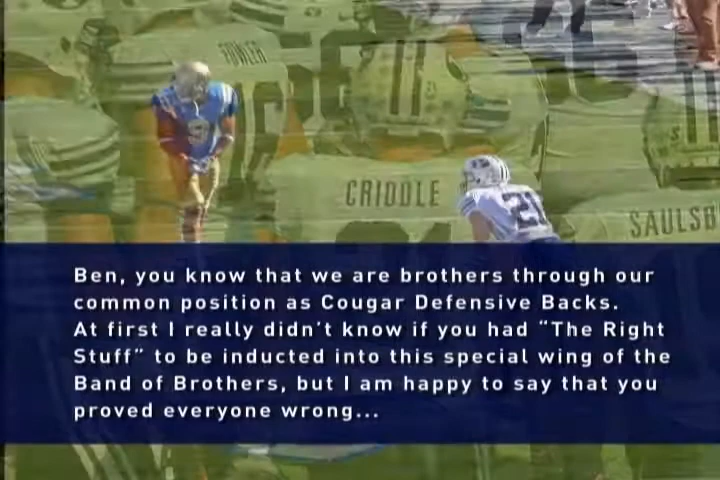 FOWLER
9
CRIDDLE
21
SAULSB
Ben, you know that we are brothers through our
common position as Cougar Defensive Backs.
At first I really didn't know if you had “The Right
Stuff” to be inducted into this special wing of the
Band of Brothers, but I am happy to say that you
proved everyone wrong...